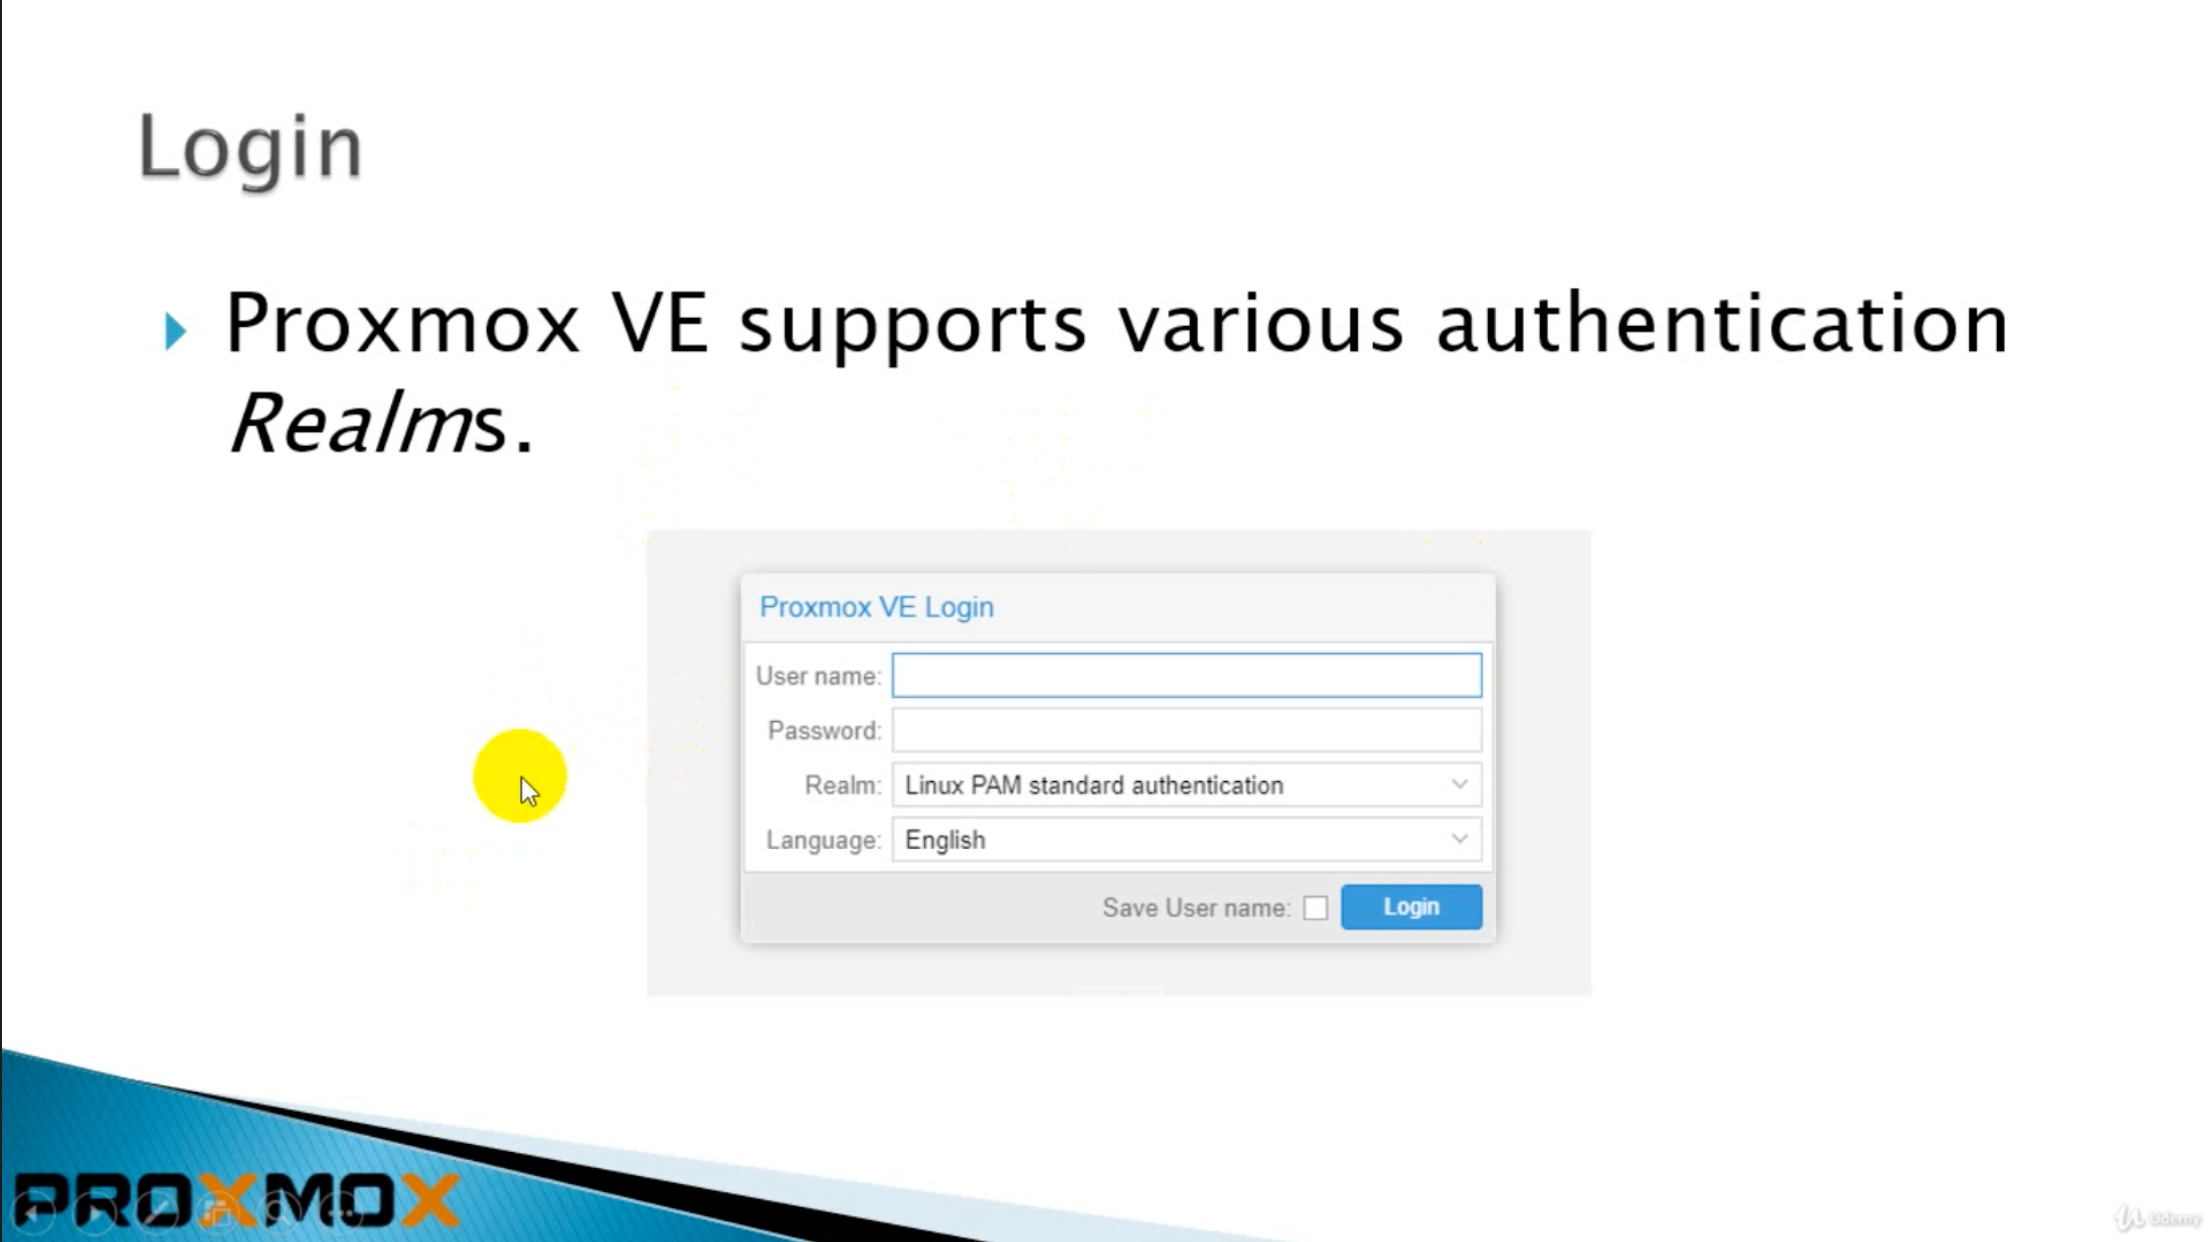 Login
Proxmox VE supports various authentication
Realms.
Proxmox VE Login
User name:
Password:
Realm: Linux PAM standard authentication
Language: English
Save User name: Login
PROXMOX
Udemy